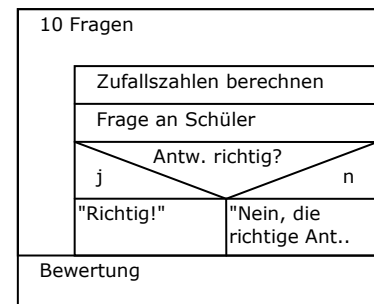 10 Fragen
Zufallszahlen berechnen
Frage an Schüler
Antw. richtig?
j
n
"Richtig!"
"Nein, die
richtige Ant..
Bewertung